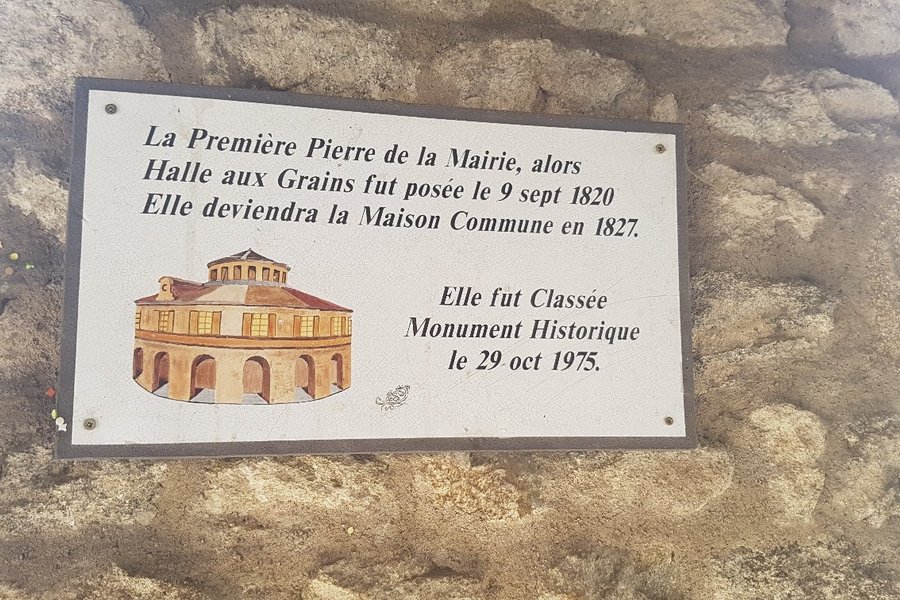 La Première Pierre de la Mairie, alors
Halle aux Grains fut posée le 9 sept 1820
Elle deviendra la Maison Commune en 1827.
Elle fut Classée
Monument Historique
le 29 oct 1975.